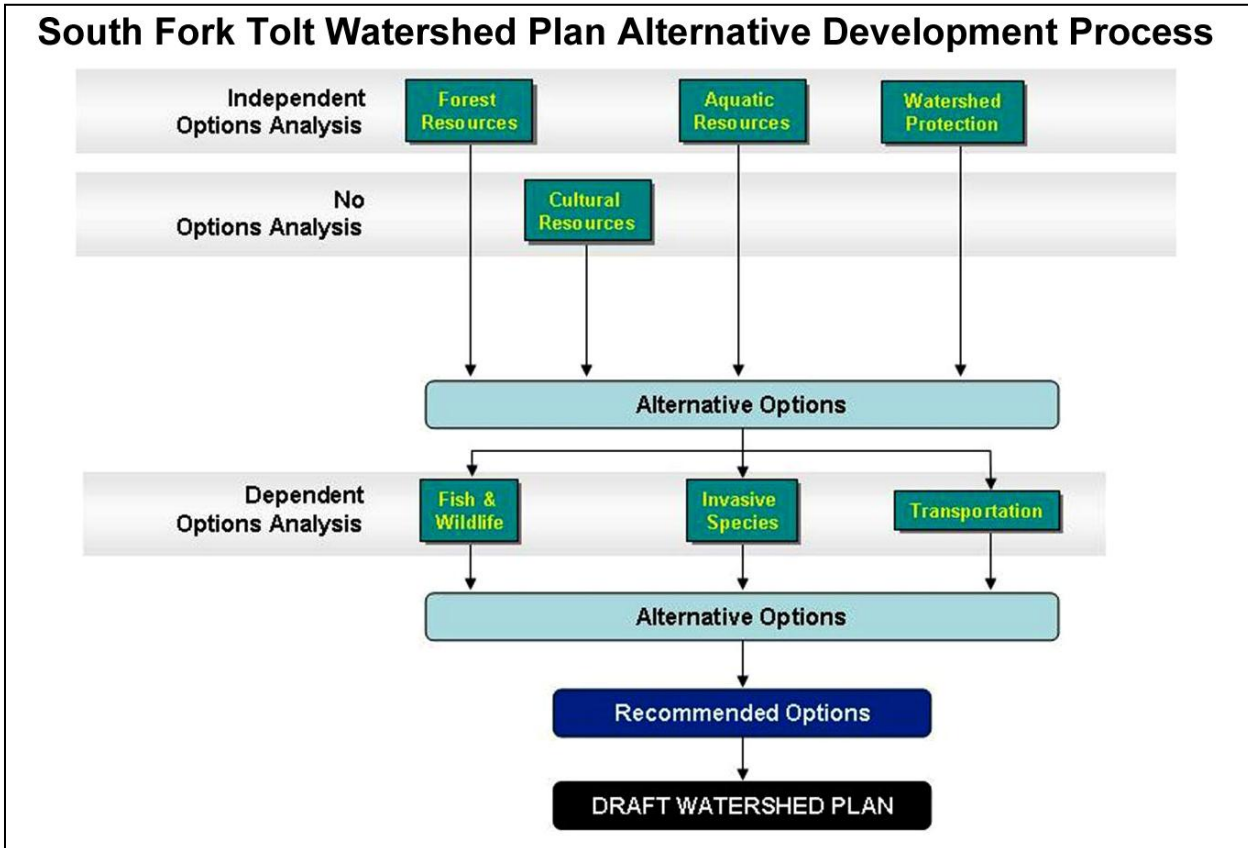 South Fork Tolt Watershed Plan Alternative Development Process
Independent
Options Analysis
Forest
Resources
Aquatic
Resources
Watershed
Protection
No
Options Analysis
Cultural
Resources
Alternative Options
Dependent
Options Analysis
Fish &
Wildlife
Invasive
Species
Transportation
Alternative Options
Recommended Options
DRAFT WATERSHED PLAN